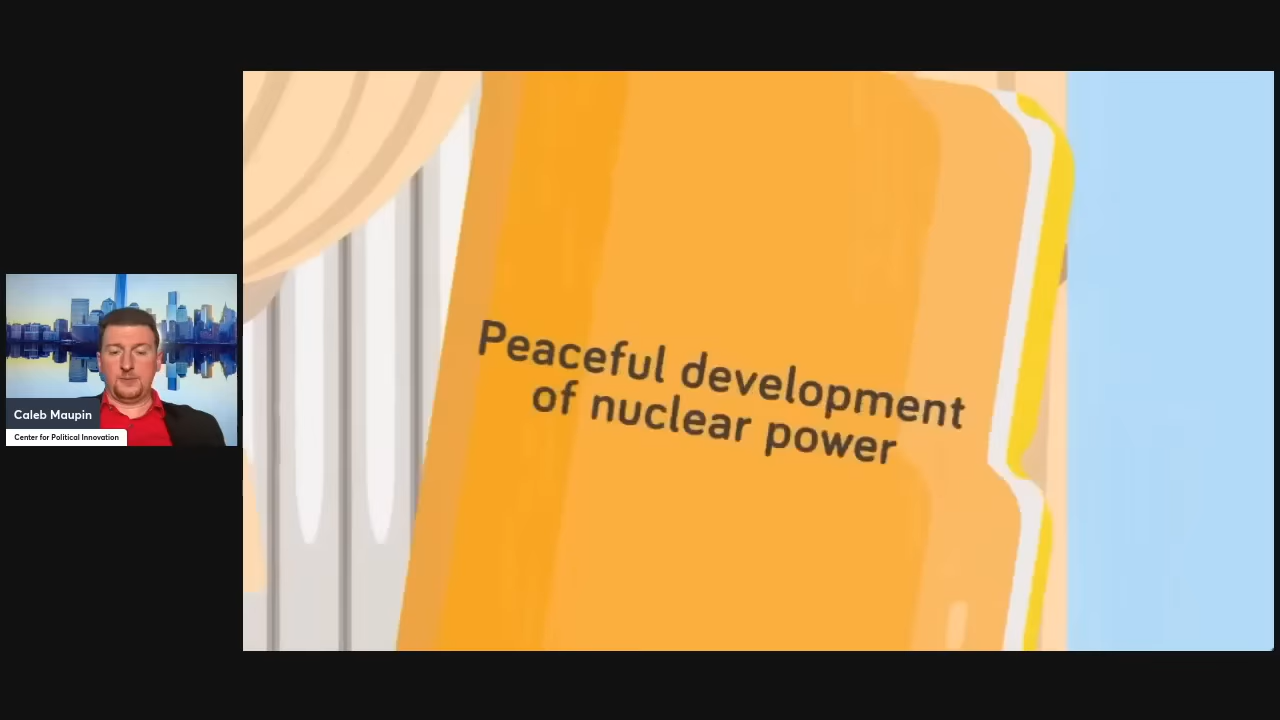 Peaceful development
of nuclear power
Caleb Maupin
Center for Political Innovation